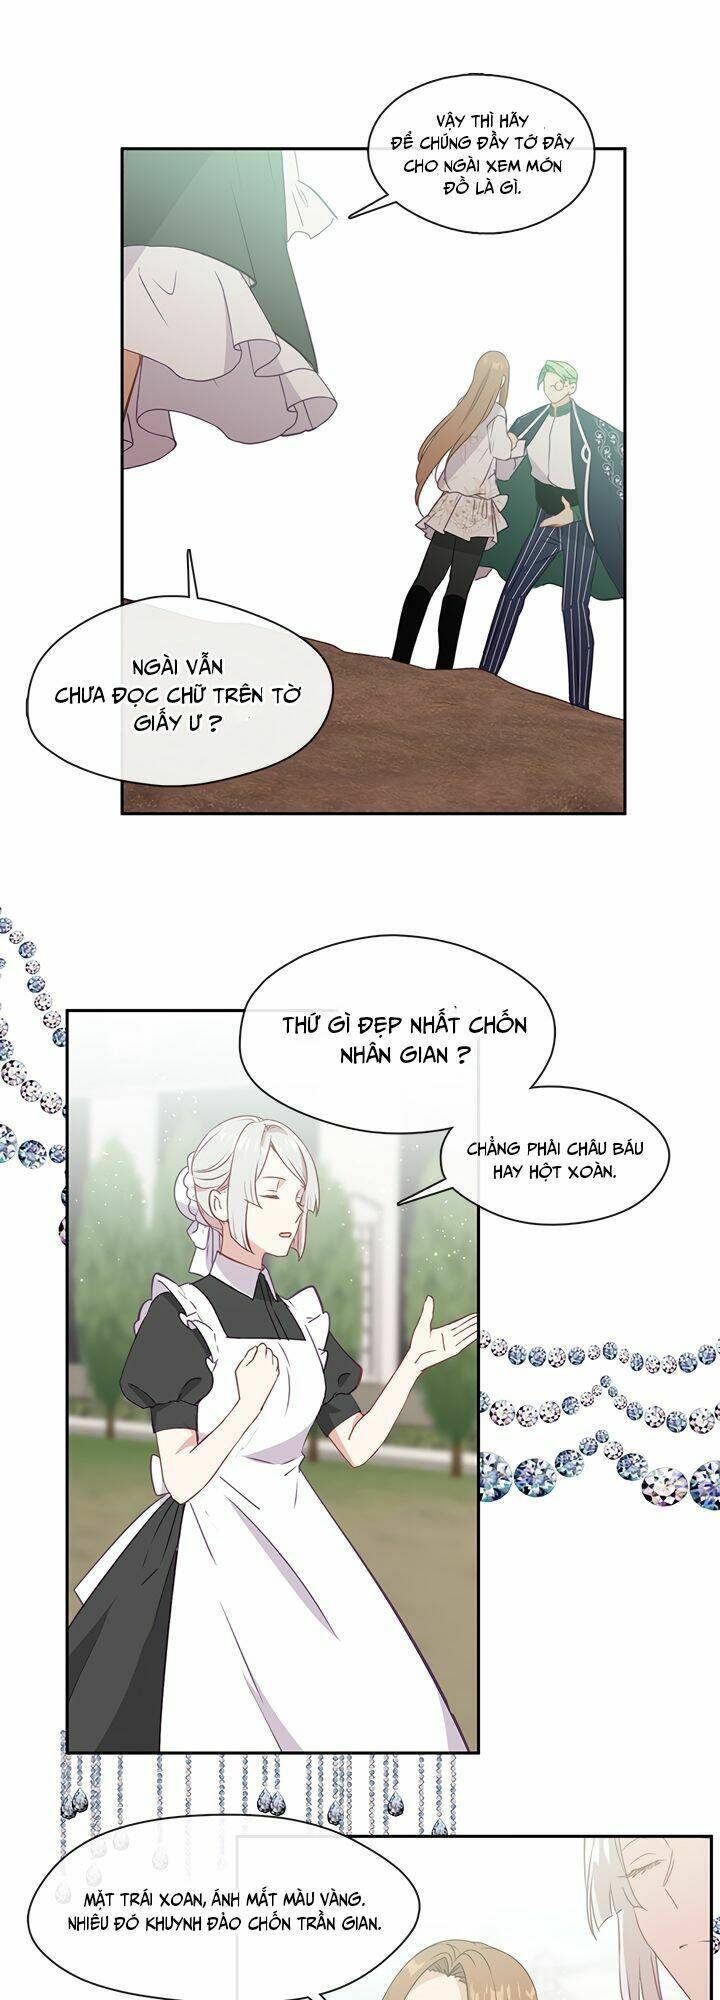 VẬY THÌ HÃY
ĐỂ CHÚNG ĐẦY TỚ ĐÂY
CHO NGÀI XEM MÓN
ĐỒ LÀ GÌ.
NGÀI VẪN
CHƯA ĐỌC CHỮ TRÊN TỜ
GIẤY Ư ?
THỨ GÌ ĐẸP NHẤT CHỐN
NHÂN GIAN ?
CHẲNG PHẢI CHÂU BÁU
HAY HỘT XOÀN.
MẶT TRÁI XOAN, ÁNH MẮT MÀU VÀNG.
NHIÊU ĐÓ KHUYNH ĐẢO CHỐN TRẦN GIAN.